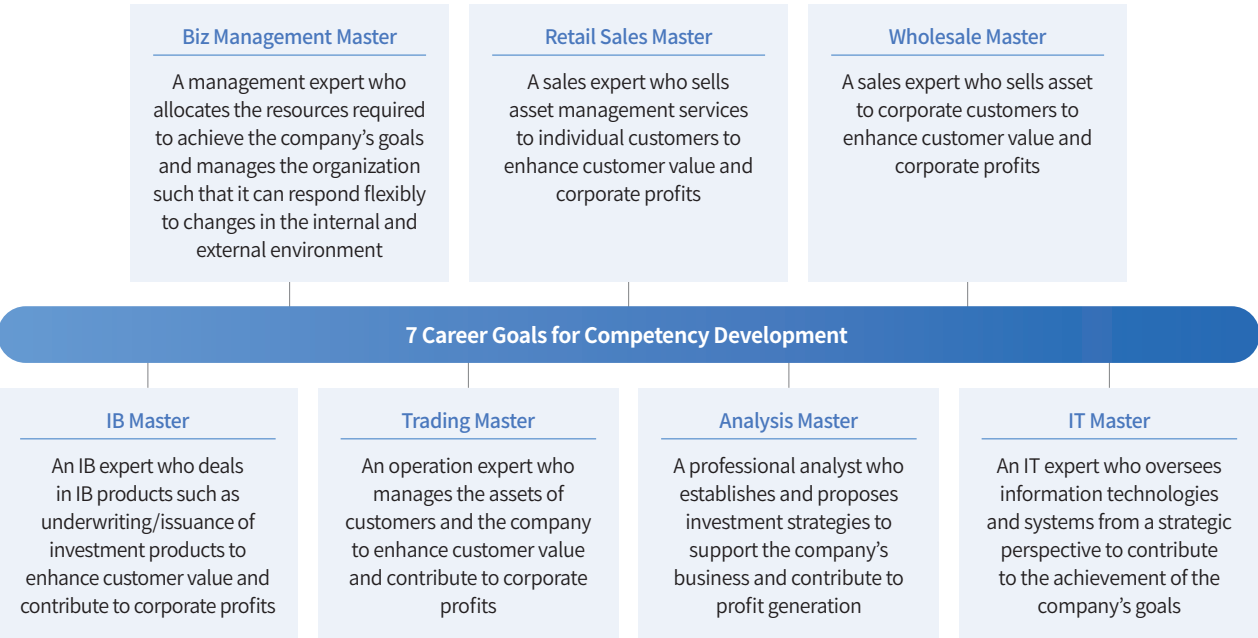 Biz Management Master
A management expert who
allocates the resources required
to achieve the company's goals
and manages the organization
such that it can respond flexibly
to changes in the internal and
external environment
Retail Sales Master
A sales expert who sells
asset management services
to individual customers to
enhance customer value and
corporate profits
Wholesale Master
A sales expert who sells asset
to corporate customers to
enhance customer value and
corporate profits
7 Career Goals for Competency Development
IB Master
An IB expert who deals
in IB products such as
underwriting/issuance of
investment products to
enhance customer value and
contribute to corporate profits
Trading Master
An operation expert who
manages the assets of
customers and the company
to enhance customer value
and contribute to corporate
profits
Analysis Master
A professional analyst who
establishes and proposes
investment strategies to
support the company's
business and contribute to
profit generation
IT Master
An IT expert who oversees
information technologies
and systems from a strategic
perspective to contribute
to the achievement of the
company's goals